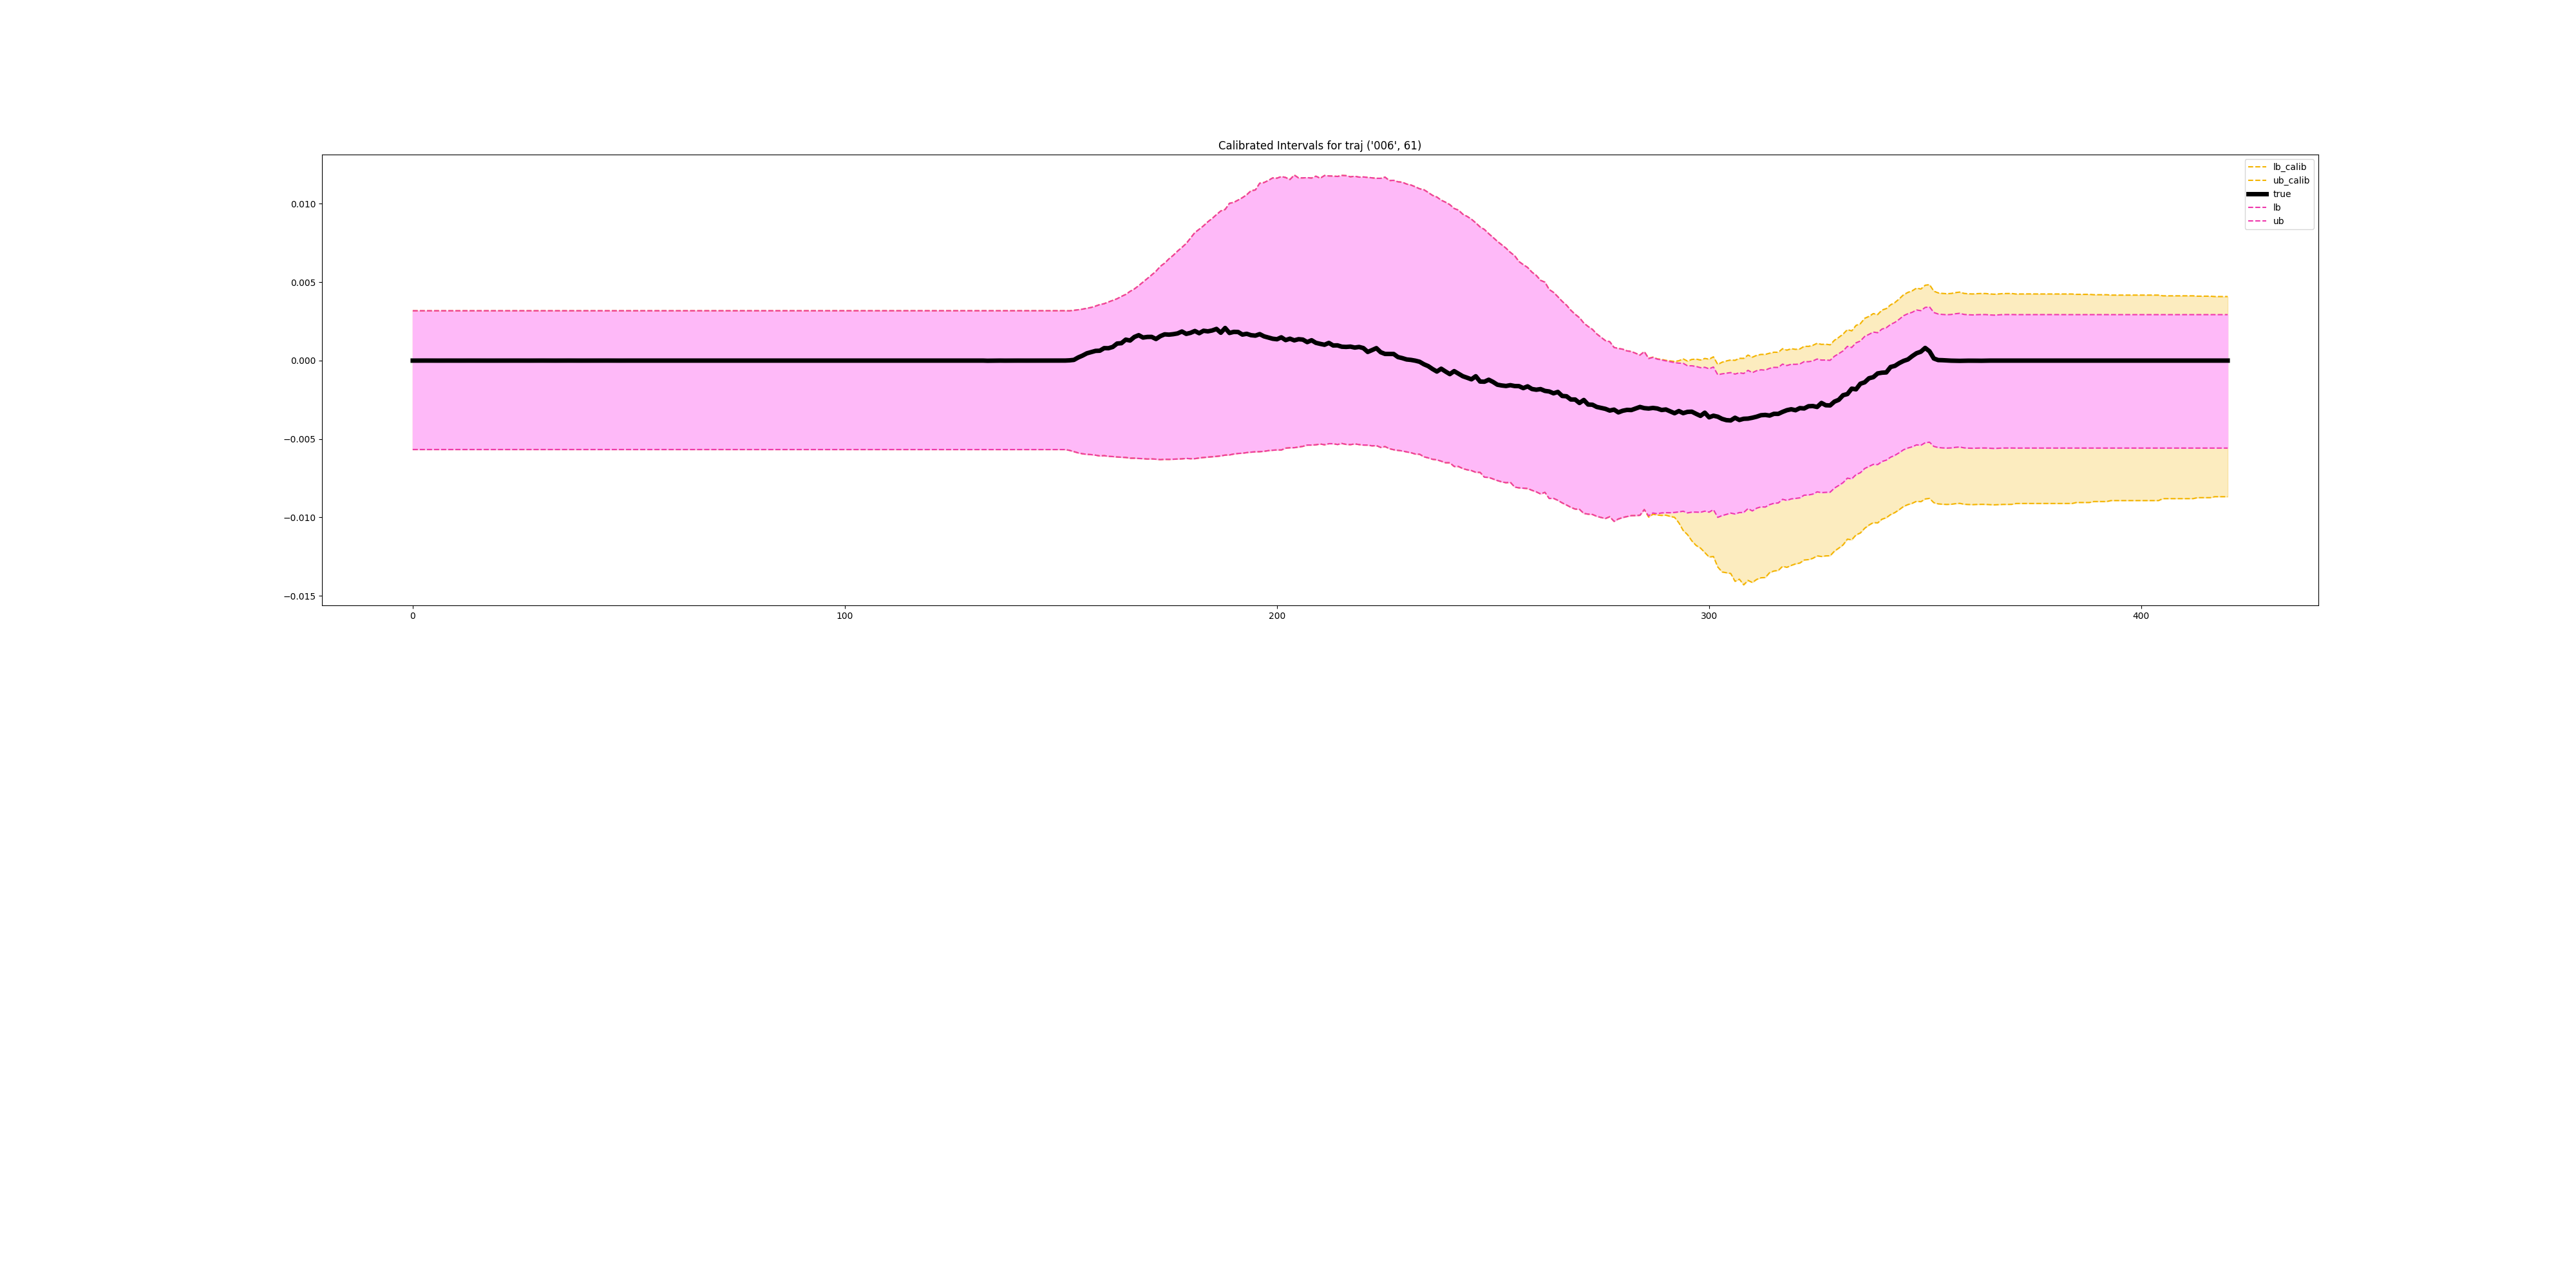 Calibrated Intervals for traj ('006', 61)
lb_calib
ub_calib
true
lb
ub
0.010
0.005
0.000
−0.005
−0.010
−0.015
0 100 200 300 400